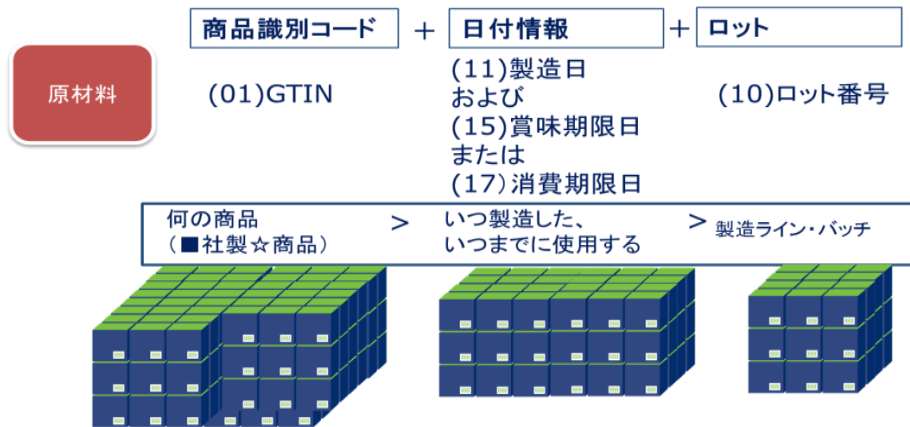 商品識別コード + 日付情報 + ロット
原材料
(01)GTIN
(11)製造日
および
(15)賞味期限日
または
(17)消費期限日
(10)ロット番号
何の商品
(■社製☆商品)
>
いつ製造した、
いつまでに使用する
>
製造ライン・バッチ